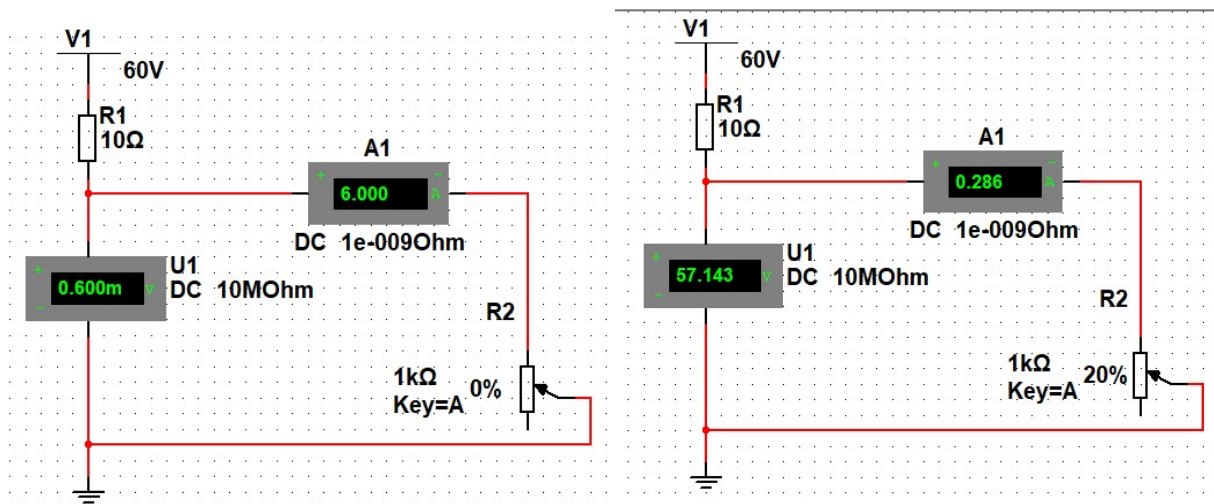 V1
60V
R1
10Ω
A1
+
-
6.000
A
DC 1e-009Ohm
+
0.600m
V
-
U1
DC 10MOhm
R2
1kΩ
0%
Key=A
V1
60V
R1
10Ω
A1
+
-
0.286
A
DC 1e-009Ohm
+
57.143
V
-
U1
DC 10MOhm
R2
1kΩ
20%
Key=A